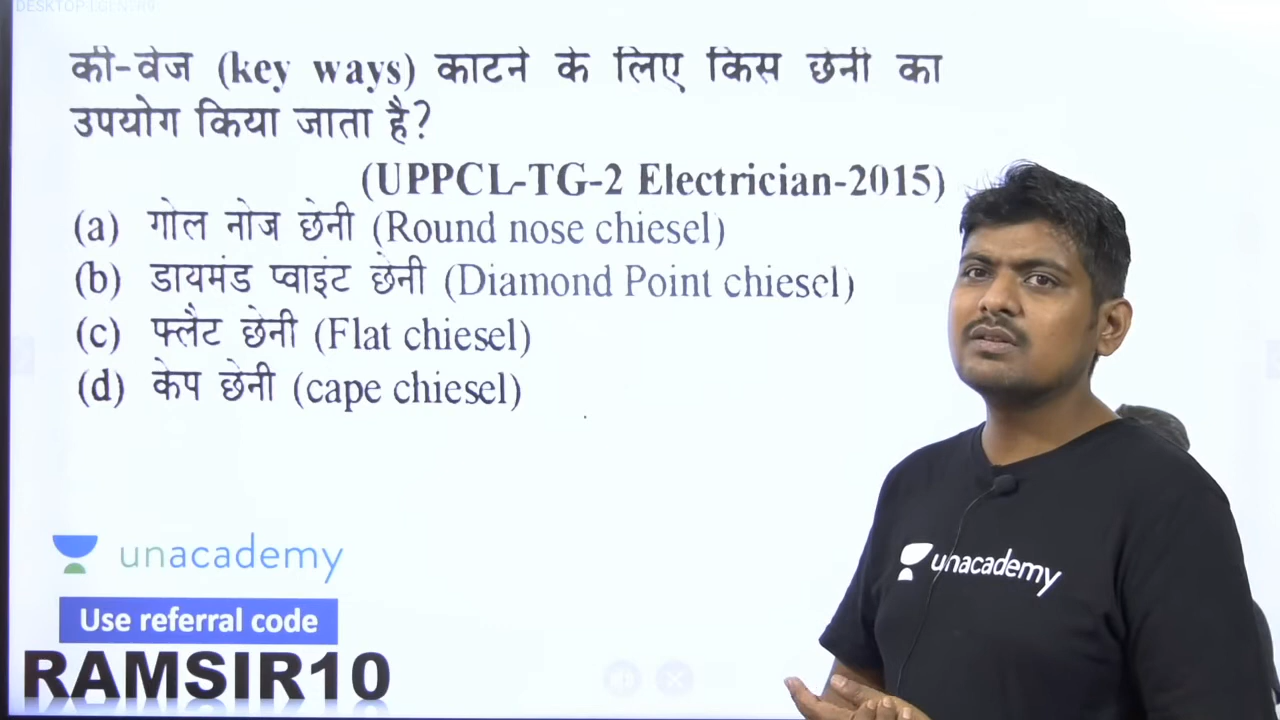 DESKTOP-
की-वेज (key ways) काटने के लिए किस छेनी का
उपयोग किया जाता है?
(UPPCL-TG-2 Electrician-2015)
(a) गोल नोज छेनी (Round nose chiesel)
(b) डायमंड प्वाइंट छेनी (Diamond Point chiesel)
(c) फ्लैट छेनी (Flat chiesel)
(d) केप छेनी (cape chiesel)
unacademy
Use referral code
RAMSIR10
unacademy